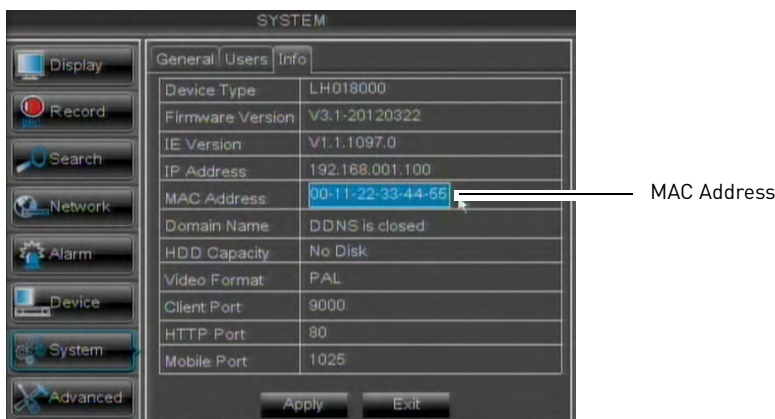 SYSTEM
Display
Record
Search
Network
Alarm
Device
System
Advanced
General Users Info
Device Type LH018000
Firmware Version V3.1-20120322
IE Version V1.1.1097.0
IP Address 192.168.001.100
MAC Address 00-11-22-33-44-55
Domain Name DDNS is closed
HDD Capacity No Disk
Video Format PAL
Client Port 9000
HTTP Port 80
Mobile Port 1025
Apply Exit
MAC Address